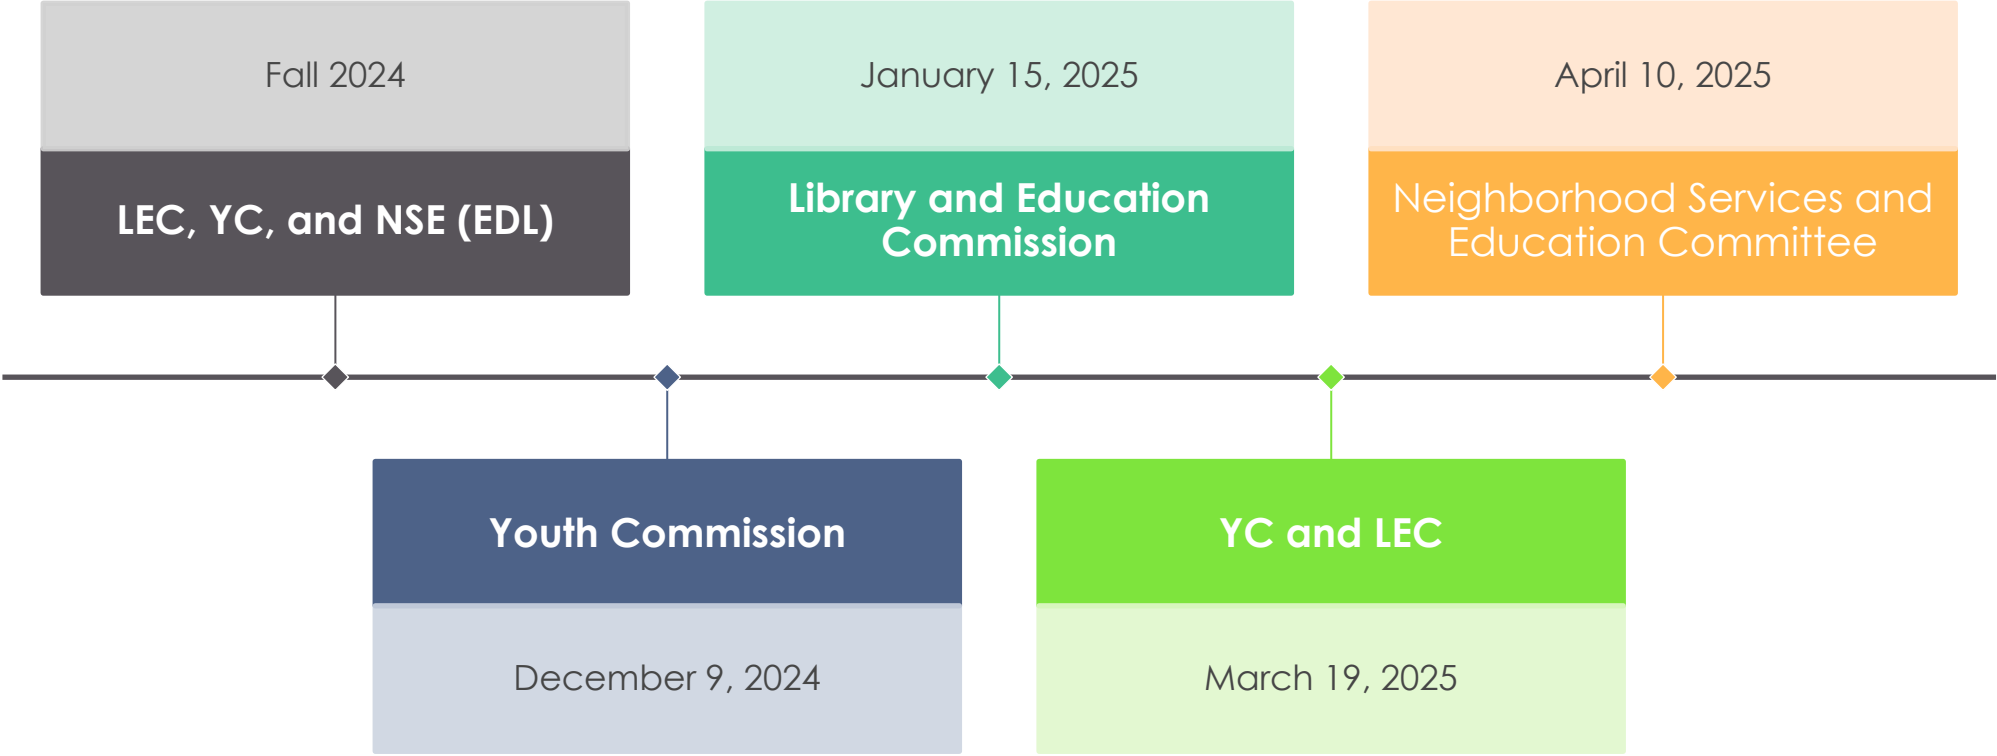 Fall 2024
LEC, YC, and NSE (EDL)
Youth Commission
December 9, 2024
January 15, 2025
Library and Education
Commission
YC and LEC
March 19, 2025
April 10, 2025
Neighborhood Services and
Education Committee